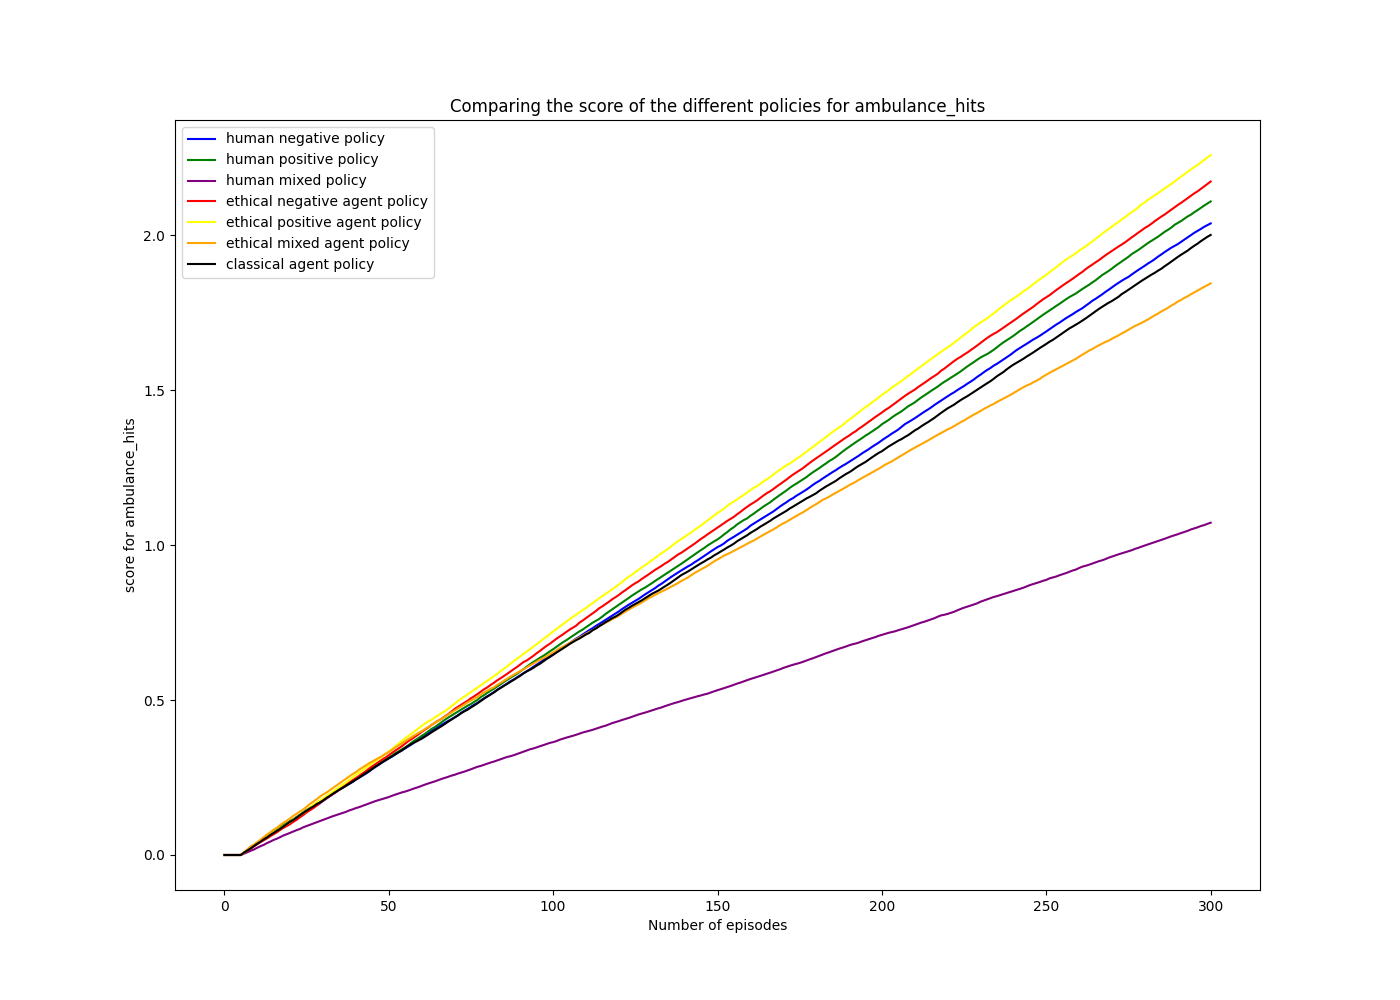 Comparing the score of the different policies for ambulance_hits
human negative policy
human positive policy
human mixed policy
ethical negative agent policy
ethical positive agent policy
ethical mixed agent policy
classical agent policy
score for ambulance_hits
2.0
1.5
1.0
0.5
0.0
0 50 100 150 200 250 300
Number of episodes